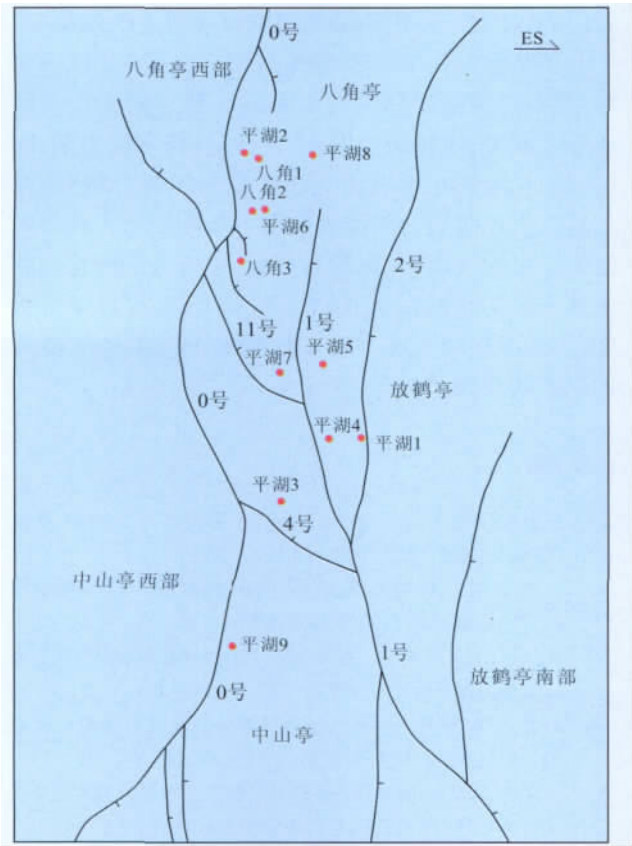 0号
ES
八角亭西部
八角亭
平湖2
平湖8
八角1
八角2
平湖6
八角3
2号
11号
1号
平湖5
平湖7
放鹤亭
0号
平湖4
平湖1
平湖3
4号
中山亭西部
平湖9
1号
放鹤亭南部
0号
中山亭